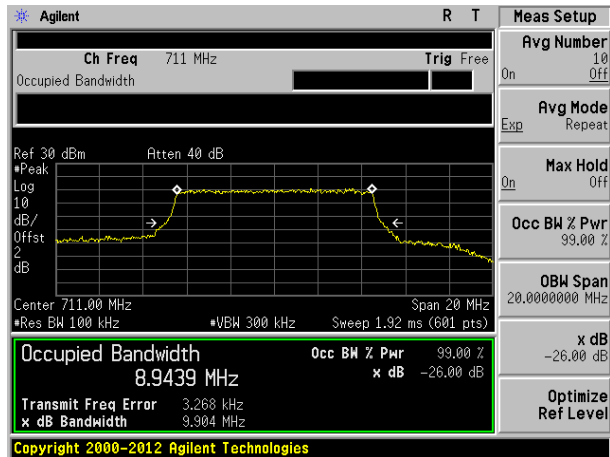 Agilent R T
Ch Freq 711 MHz Trig Free
Occupied Bandwidth
Ref 30 dBm Atten 40 dB
#Peak
Log
10
dB/
Offst
2
dB
Center 711.00 MHz Span 20 MHz
#Res BW 100 kHz #VBW 300 kHz Sweep 1.92 ms (601 pts)
Occupied Bandwidth Occ BW % Pwr 99.00 %
8.9439 MHz x dB -26.00 dB
Transmit Freq Error 3.268 kHz
x dB Bandwidth 9.904 MHz
Copyright 2000-2012 Agilent Technologies
Meas Setup
Avg Number
10
On Off
Avg Mode
Exp Repeat
Max Hold
On Off
Occ BW % Pwr
99.00 %
OBW Span
20.0000000 MHz
x dB
-26.00 dB
Optimize
Ref Level